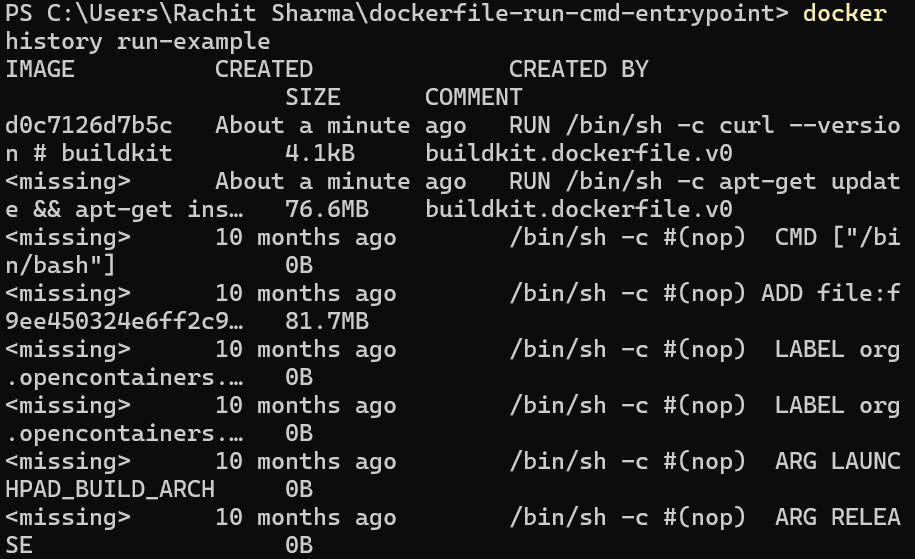 PS C:\Users\Rachit Sharma\dockerfile-run-cmd-entrypoint> docker
history run-example
IMAGE          CREATED              CREATED BY
                    SIZE      COMMENT
d0c7126d7b5c   About a minute ago   RUN /bin/sh -c curl --versio
n # buildkit        4.1kB     buildkit.dockerfile.v0
<missing>      About a minute ago   RUN /bin/sh -c apt-get updat
e && apt-get ins…   76.6MB    buildkit.dockerfile.v0
<missing>      10 months ago        /bin/sh -c #(nop)  CMD ["/bi
n/bash"]            0B
<missing>      10 months ago        /bin/sh -c #(nop) ADD file:f
9ee450324e6ff2c9…   81.7MB
<missing>      10 months ago        /bin/sh -c #(nop)  LABEL org
.opencontainers.…   0B
<missing>      10 months ago        /bin/sh -c #(nop)  LABEL org
.opencontainers.…   0B
<missing>      10 months ago        /bin/sh -c #(nop)  ARG LAUNC
HPAD_BUILD_ARCH     0B
<missing>      10 months ago        /bin/sh -c #(nop)  ARG RELEA
SE                  0B